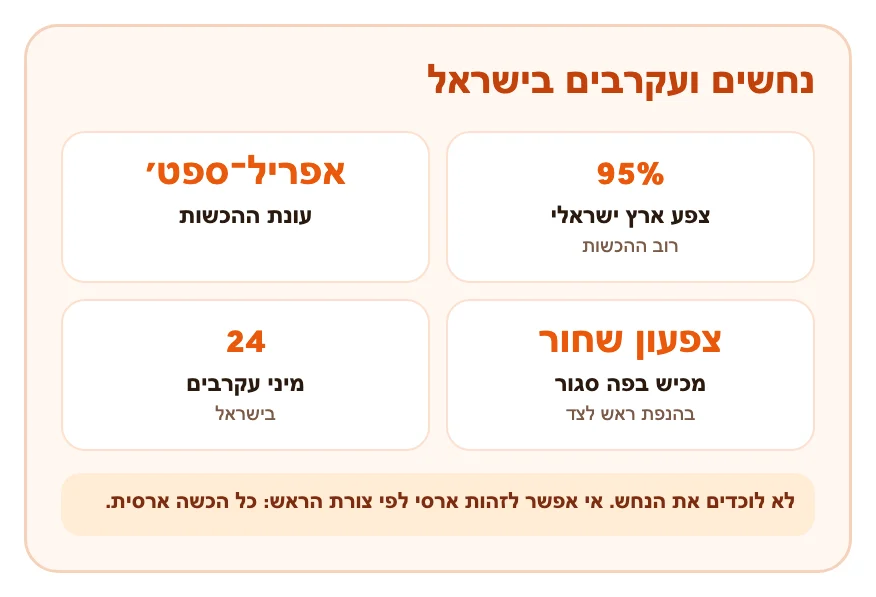 נחשים ועקרבים בישראל
95%
צפע ארץ ישראלי
רוב ההכשות
אפריל־ספט׳
עונת ההכשות
צפעון שחור
מכיש בפה סגור
בהנפת ראש לצד
24
מיני עקרבים
בישראל
לא לוכדים את הנחש. אי אפשר לזהות ארסי לפי צורת הראש: כל הכשה ארסית.